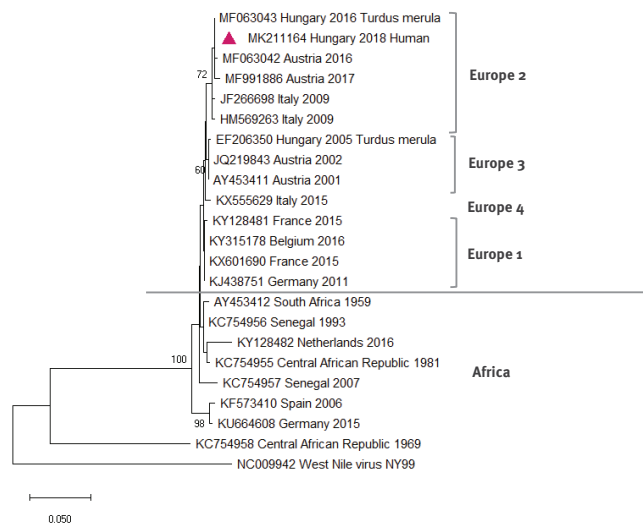 MF063043 Hungary 2016 Turdus merula
MK211164 Hungary 2018 Human
MF063042 Austria 2016
72
MF991886 Austria 2017
Europe 2
JF266698 Italy 2009
HM569263 Italy 2009
EF206350 Hungary 2005 Turdus merula
JQ219843 Austria 2002
Europe 3
60
AY453411 Austria 2001
KX555629 Italy 2015
Europe 4
KY128481 France 2015
KY315178 Belgium 2016
Europe 1
KX601690 France 2015
KJ438751 Germany 2011
AY453412 South Africa 1959
KC754956 Senegal 1993
KY128482 Netherlands 2016
100
KC754955 Central African Republic 1981
Africa
KC754957 Senegal 2007
KF573410 Spain 2006
98
KU664608 Germany 2015
KC754958 Central African Republic 1969
NC009942 West Nile virus NY99
0.050